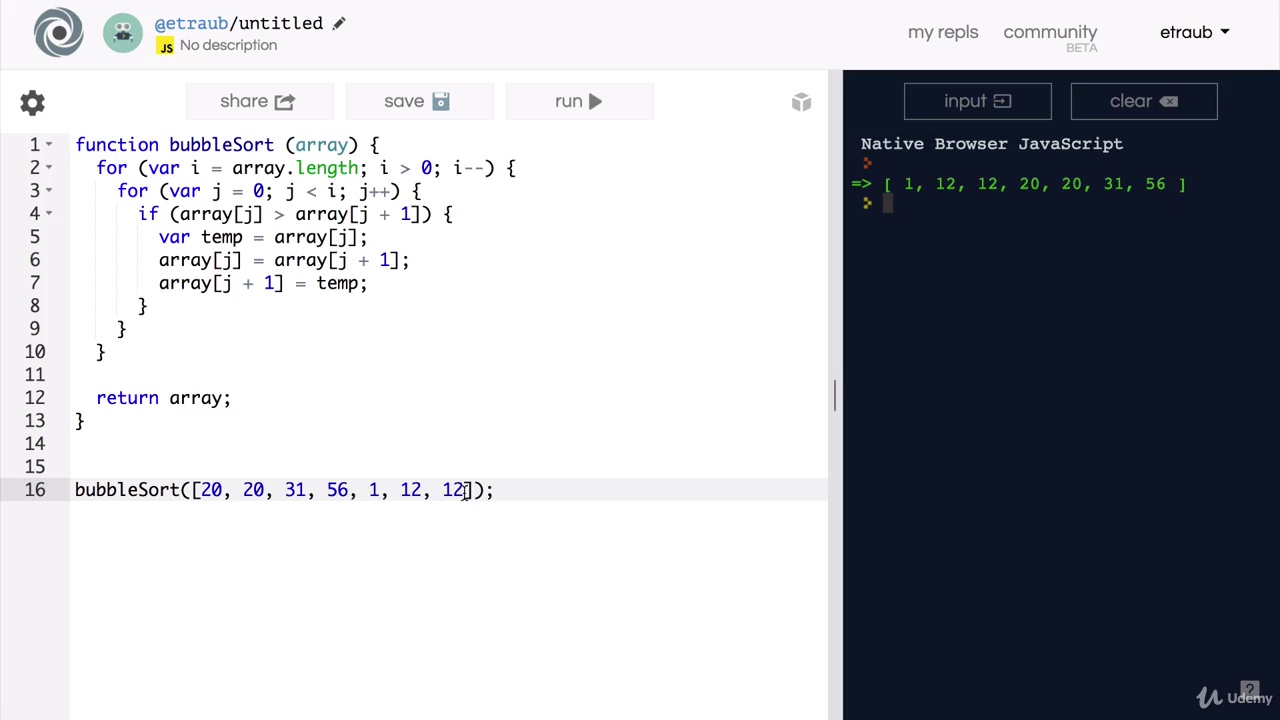 @etraub/untitled
JS No description
my repls
community
BETA
etraub
share
save
run
1 function bubbleSort (array) {
2 for (var i = array.length; i > 0; i--) {
3 for (var j = 0; j < i; j++) {
4 if (array[j] > array[j + 1]) {
5 var temp = array[j];
6 array[j] = array[j + 1];
7 array[j + 1] = temp;
8 }
9 }
10 }
11
12 return array;
13 }
14
15
16 bubbleSort([20, 20, 31, 56, 1, 12, 12]);
input
clear
Native Browser JavaScript
=> [ 1, 12, 12, 20, 20, 31, 56 ]
?
Udemy